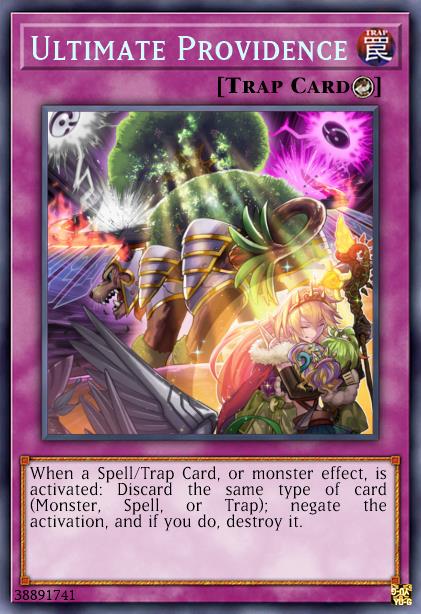 ULTIMATE PROVIDENCE
TRAP
罠
[TRAP CARD]
When a Spell/Trap Card, or monster effect, is
activated: Discard the same type of card
(Monster, Spell, or Trap); negate the
activation, and if you do, destroy it.
38891741